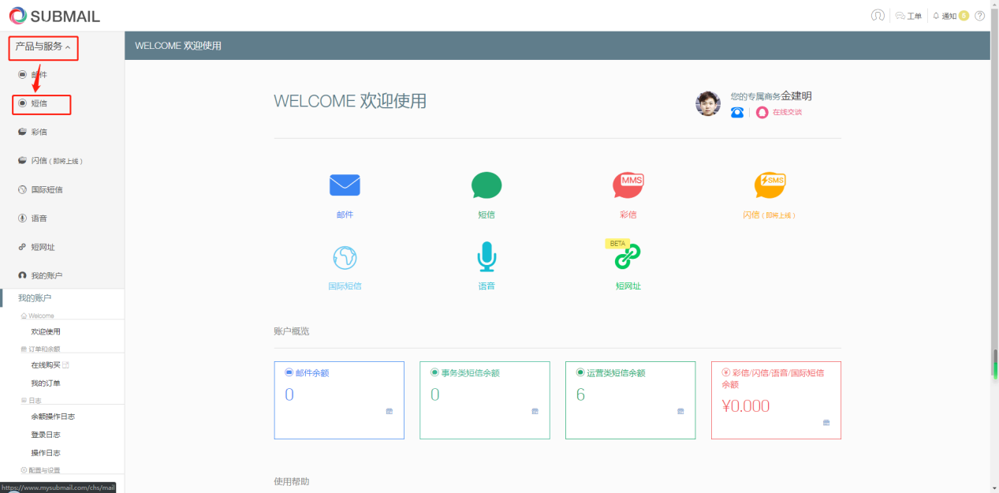 SUBMAIL
工单
通知
6
产品与服务
邮件
短信
彩信
闪信（即将上线）
国际短信
语音
短网址
我的账户
我的账户
Welcome
欢迎使用
订单和余额
在线购买
我的订单
日志
余额操作日志
登录日志
操作日志
配置与设置
https://www.mysubmail.com/chs/mail
WELCOME 欢迎使用
WELCOME 欢迎使用
您的专属商务金建明
在线交谈
邮件
短信
MMS
彩信
SMS
闪信（即将上线）
国际短信
语音
BETA
短网址
账户概览
邮件余额
0
事务类短信余额
0
运营类短信余额
6
彩信/闪信/语音/国际短信
余额
¥0.000
使用帮助